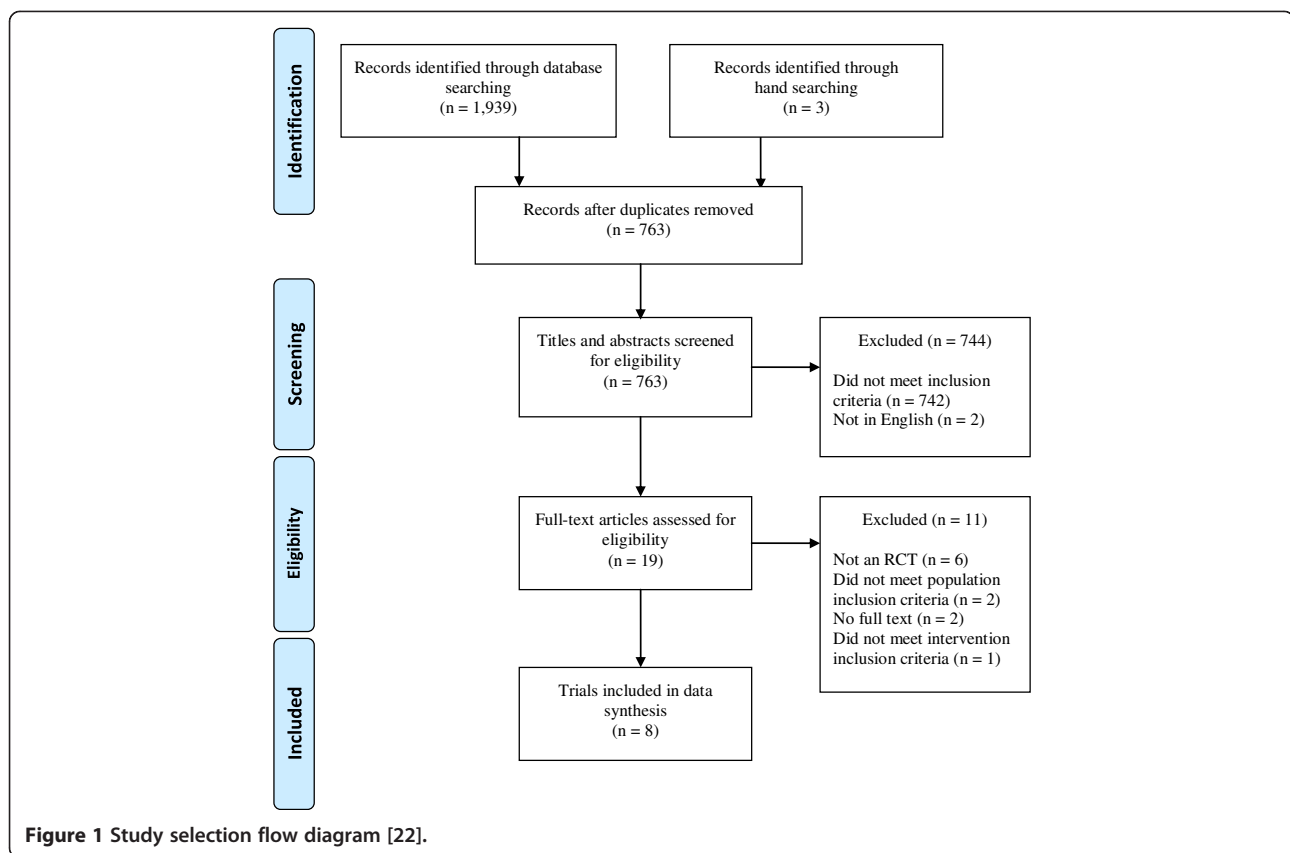 Identification
Records identified through database
searching
(n = 1,939)
Records identified through
hand searching
(n = 3)
Records after duplicates removed
(n = 763)
Screening
Titles and abstracts screened
for eligibility
(n = 763)
Excluded (n = 744)
Did not meet inclusion
criteria (n = 742)
Not in English (n = 2)
Eligibility
Full-text articles assessed for
eligibility
(n = 19)
Excluded (n = 11)
Not an RCT (n = 6)
Did not meet population
inclusion criteria (n = 2)
No full text (n = 2)
Did not meet intervention
inclusion criteria (n = 1)
Included
Trials included in data
synthesis
(n = 8)
Figure 1 Study selection flow diagram [22].